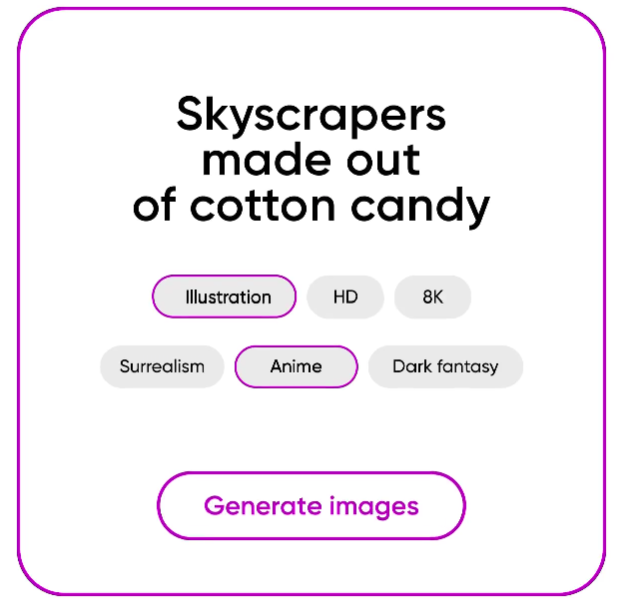 Skyscrapers
made out
of cotton candy
Illustration HD 8K
Surrealism Anime Dark fantasy
Generate images